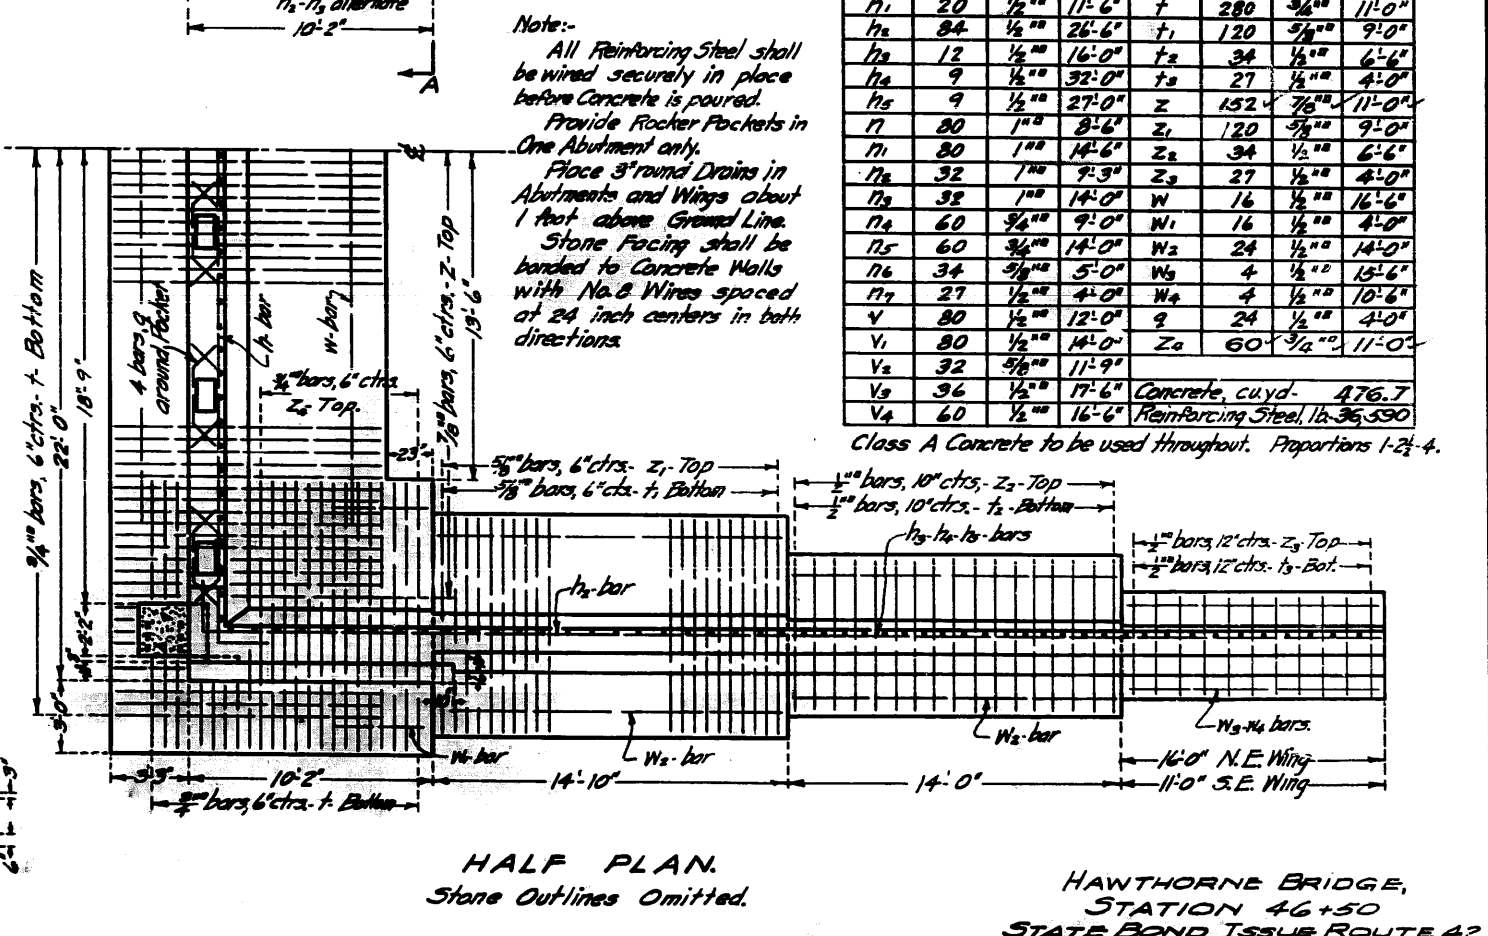 h₂-h₃ alternate
10'-2"
A
Note:-
All Reinforcing Steel shall
be wired securely in place
before Concrete is poured.
Provide Rocker Pockets in
One Abutment only.
Place 3" round Drains in
Abutments and Wings about
1 foot above Ground Line.
Stone Facing shall be
bonded to Concrete Walls
with No. 8 Wires spaced
at 24 inch centers in both
directions.
h₁ 20 ½"" 11'-6" t 280 ¾"" 11'-0"
h₂ 84 ½"" 26'-6" t₁ 120 ⅝"" 9'-0"
h₃ 12 ½"" 16'-0" t₂ 34 ½"" 6'-6"
h₄ 9 ½"" 32'-0" t₃ 27 ½"" 4'-0"
h₅ 9 ½"" 27'-0" z 152 ⅞"" 11'-0"
n 80 1"" 8'-6" z₁ 120 ⅝"" 9'-0"
n₁ 80 1"" 14'-6" z₂ 34 ½"" 6'-6"
n₂ 32 1"" 9'-3" z₃ 27 ½"" 4'-0"
n₃ 32 1"" 14'-0" w 16 ½"" 16'-6"
n₄ 60 ¾"" 9'-0" w₁ 16 ½"" 4'-0"
n₅ 60 ¾"" 14'-0" w₂ 24 ½"" 14'-0"
n₆ 34 ⅝"" 5'-0" w₃ 4 ½"" 15'-6"
n₇ 27 ½"" 4'-0" w₄ 4 ½"" 10'-6"
v 80 ½"" 12'-0" q 24 ½"" 4'-0"
v₁ 80 ½"" 14'-0" z₄ 60 ¾"" 11'-0"
v₂ 32 ⅝"" 11'-9"
v₃ 36 ½"" 17'-6" Concrete, cu.yd- 476.7
v₄ 60 ½"" 16'-6" Reinforcing Steel, lb.-36,590
Class A Concrete to be used throughout. Proportions 1-2½-4.
¾"" bars, 6" ctrs.- t- Bottom
22'-0"
18'-9"
4 bars, q
around Pocker
h-bar
w-bar
¾"" bars, 6" ctrs.
z₄ Top.
⅞"" bars, 6" ctrs.- z- Top
13'-6"
23"
⅝"" bars, 6" ctrs.- z₁- Top
⅝"" bars, 6" ctrs.- t₁ Bottom
½"" bars, 10" ctrs,- z₂- Top
½"" bars, 10" ctrs.- t₂- Bottom
h₃-h₄-h₅-bars
½"" bars, 12" ctrs.- z₃- Top
½"" bars, 12" ctrs.- t₃- Bot.
h₂-bar
2'-2"
3'-0"
w-bar
w₂-bar
w₂-bar
w₃-w₄ bars.
3'-3"
10'-2"
14'-10"
14'-0"
16'-0" N.E. Wing
11'-0" S.E. Wing
¾"" bars, 6" ctrs.- t- Bottom
HALF PLAN.
Stone Outlines Omitted.
HAWTHORNE BRIDGE,
STATION 46+50
STATE BOND ISSUE ROUTE 42